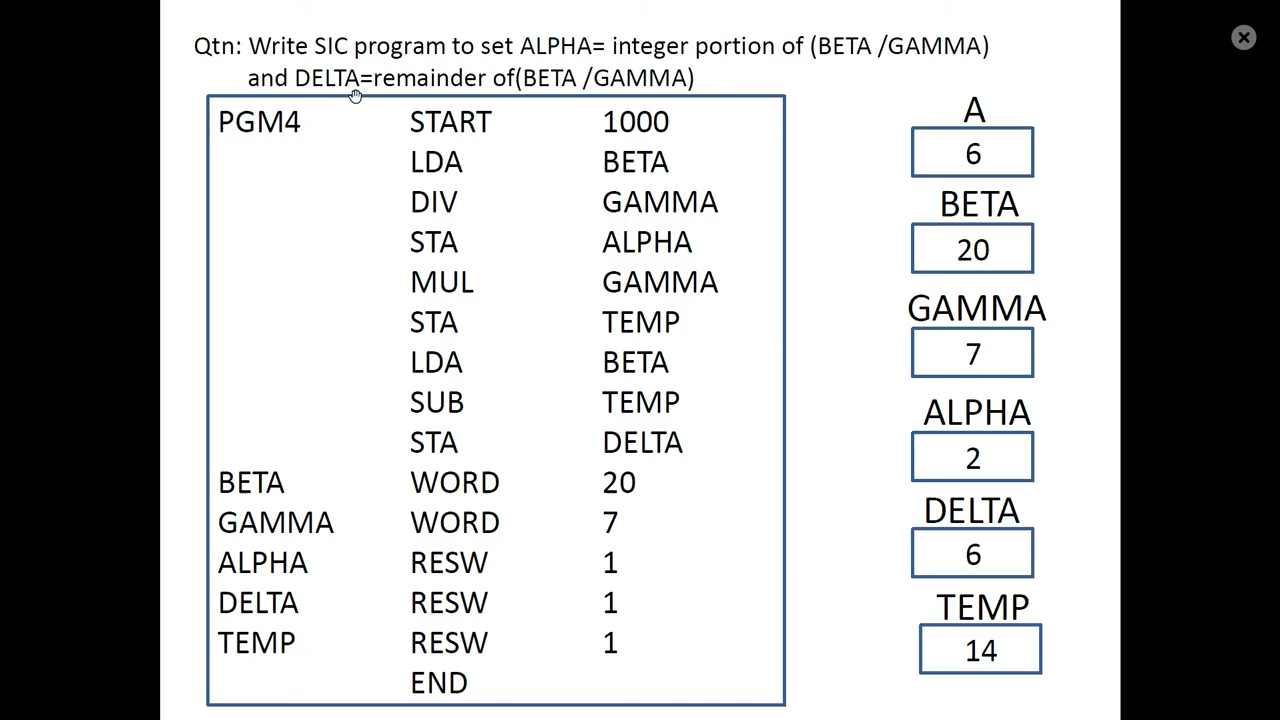 Qtn: Write SIC program to set ALPHA= integer portion of (BETA /GAMMA)
and DELTA=remainder of(BETA /GAMMA)
PGM4 START 1000
LDA BETA
DIV GAMMA
STA ALPHA
MUL GAMMA
STA TEMP
LDA BETA
SUB TEMP
STA DELTA
BETA WORD 20
GAMMA WORD 7
ALPHA RESW 1
DELTA RESW 1
TEMP RESW 1
END
A
6
BETA
20
GAMMA
7
ALPHA
2
DELTA
6
TEMP
14